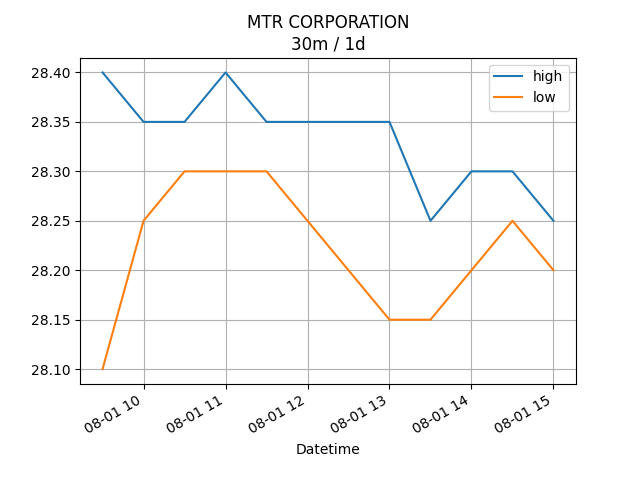 MTR CORPORATION
30m / 1d
high
low
28.40
28.35
28.30
28.25
28.20
28.15
28.10
08-01 10
08-01 11
08-01 12
08-01 13
08-01 14
08-01 15
Datetime